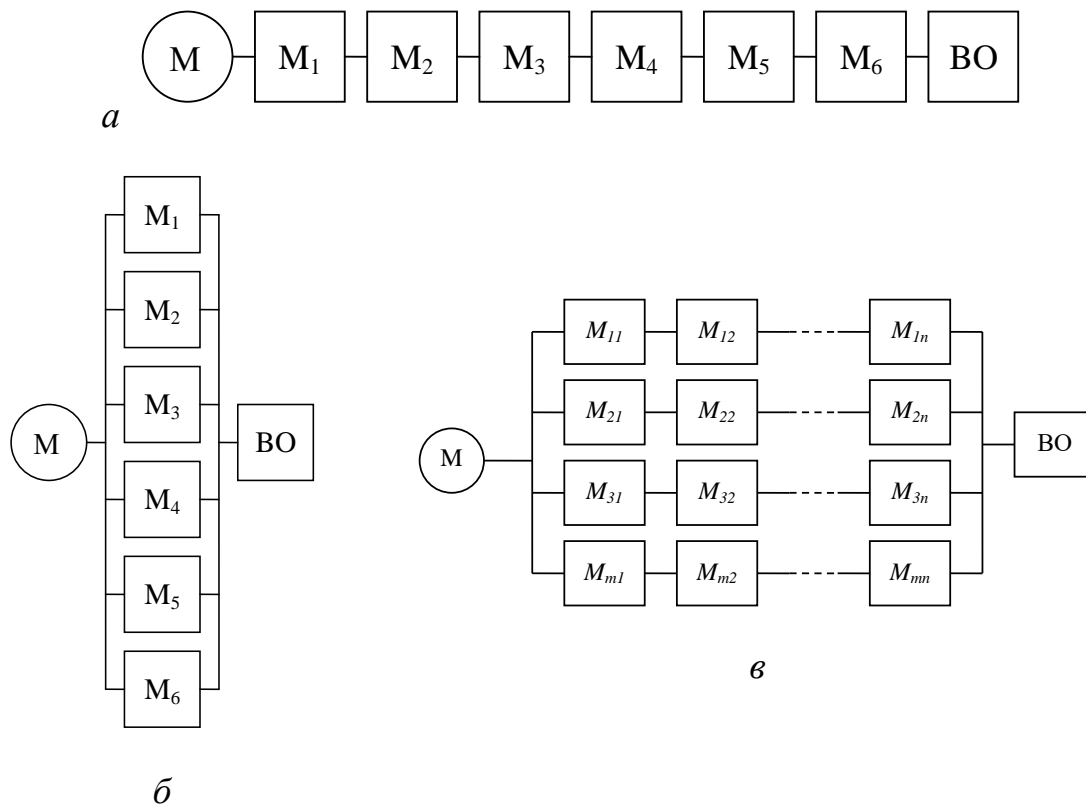 М M₁ M₂ M₃ M₄ M₅ M₆ ВО
а
M₁
M₂
M₃
M₄
M₅
M₆
М
ВО
б
M₁₁ M₁₂ M₁ₙ
M₂₁ M₂₂ M₂ₙ
М
ВО
M₃₁ M₃₂ M₃ₙ
Mₘ₁ Mₘ₂ Mₘₙ
в